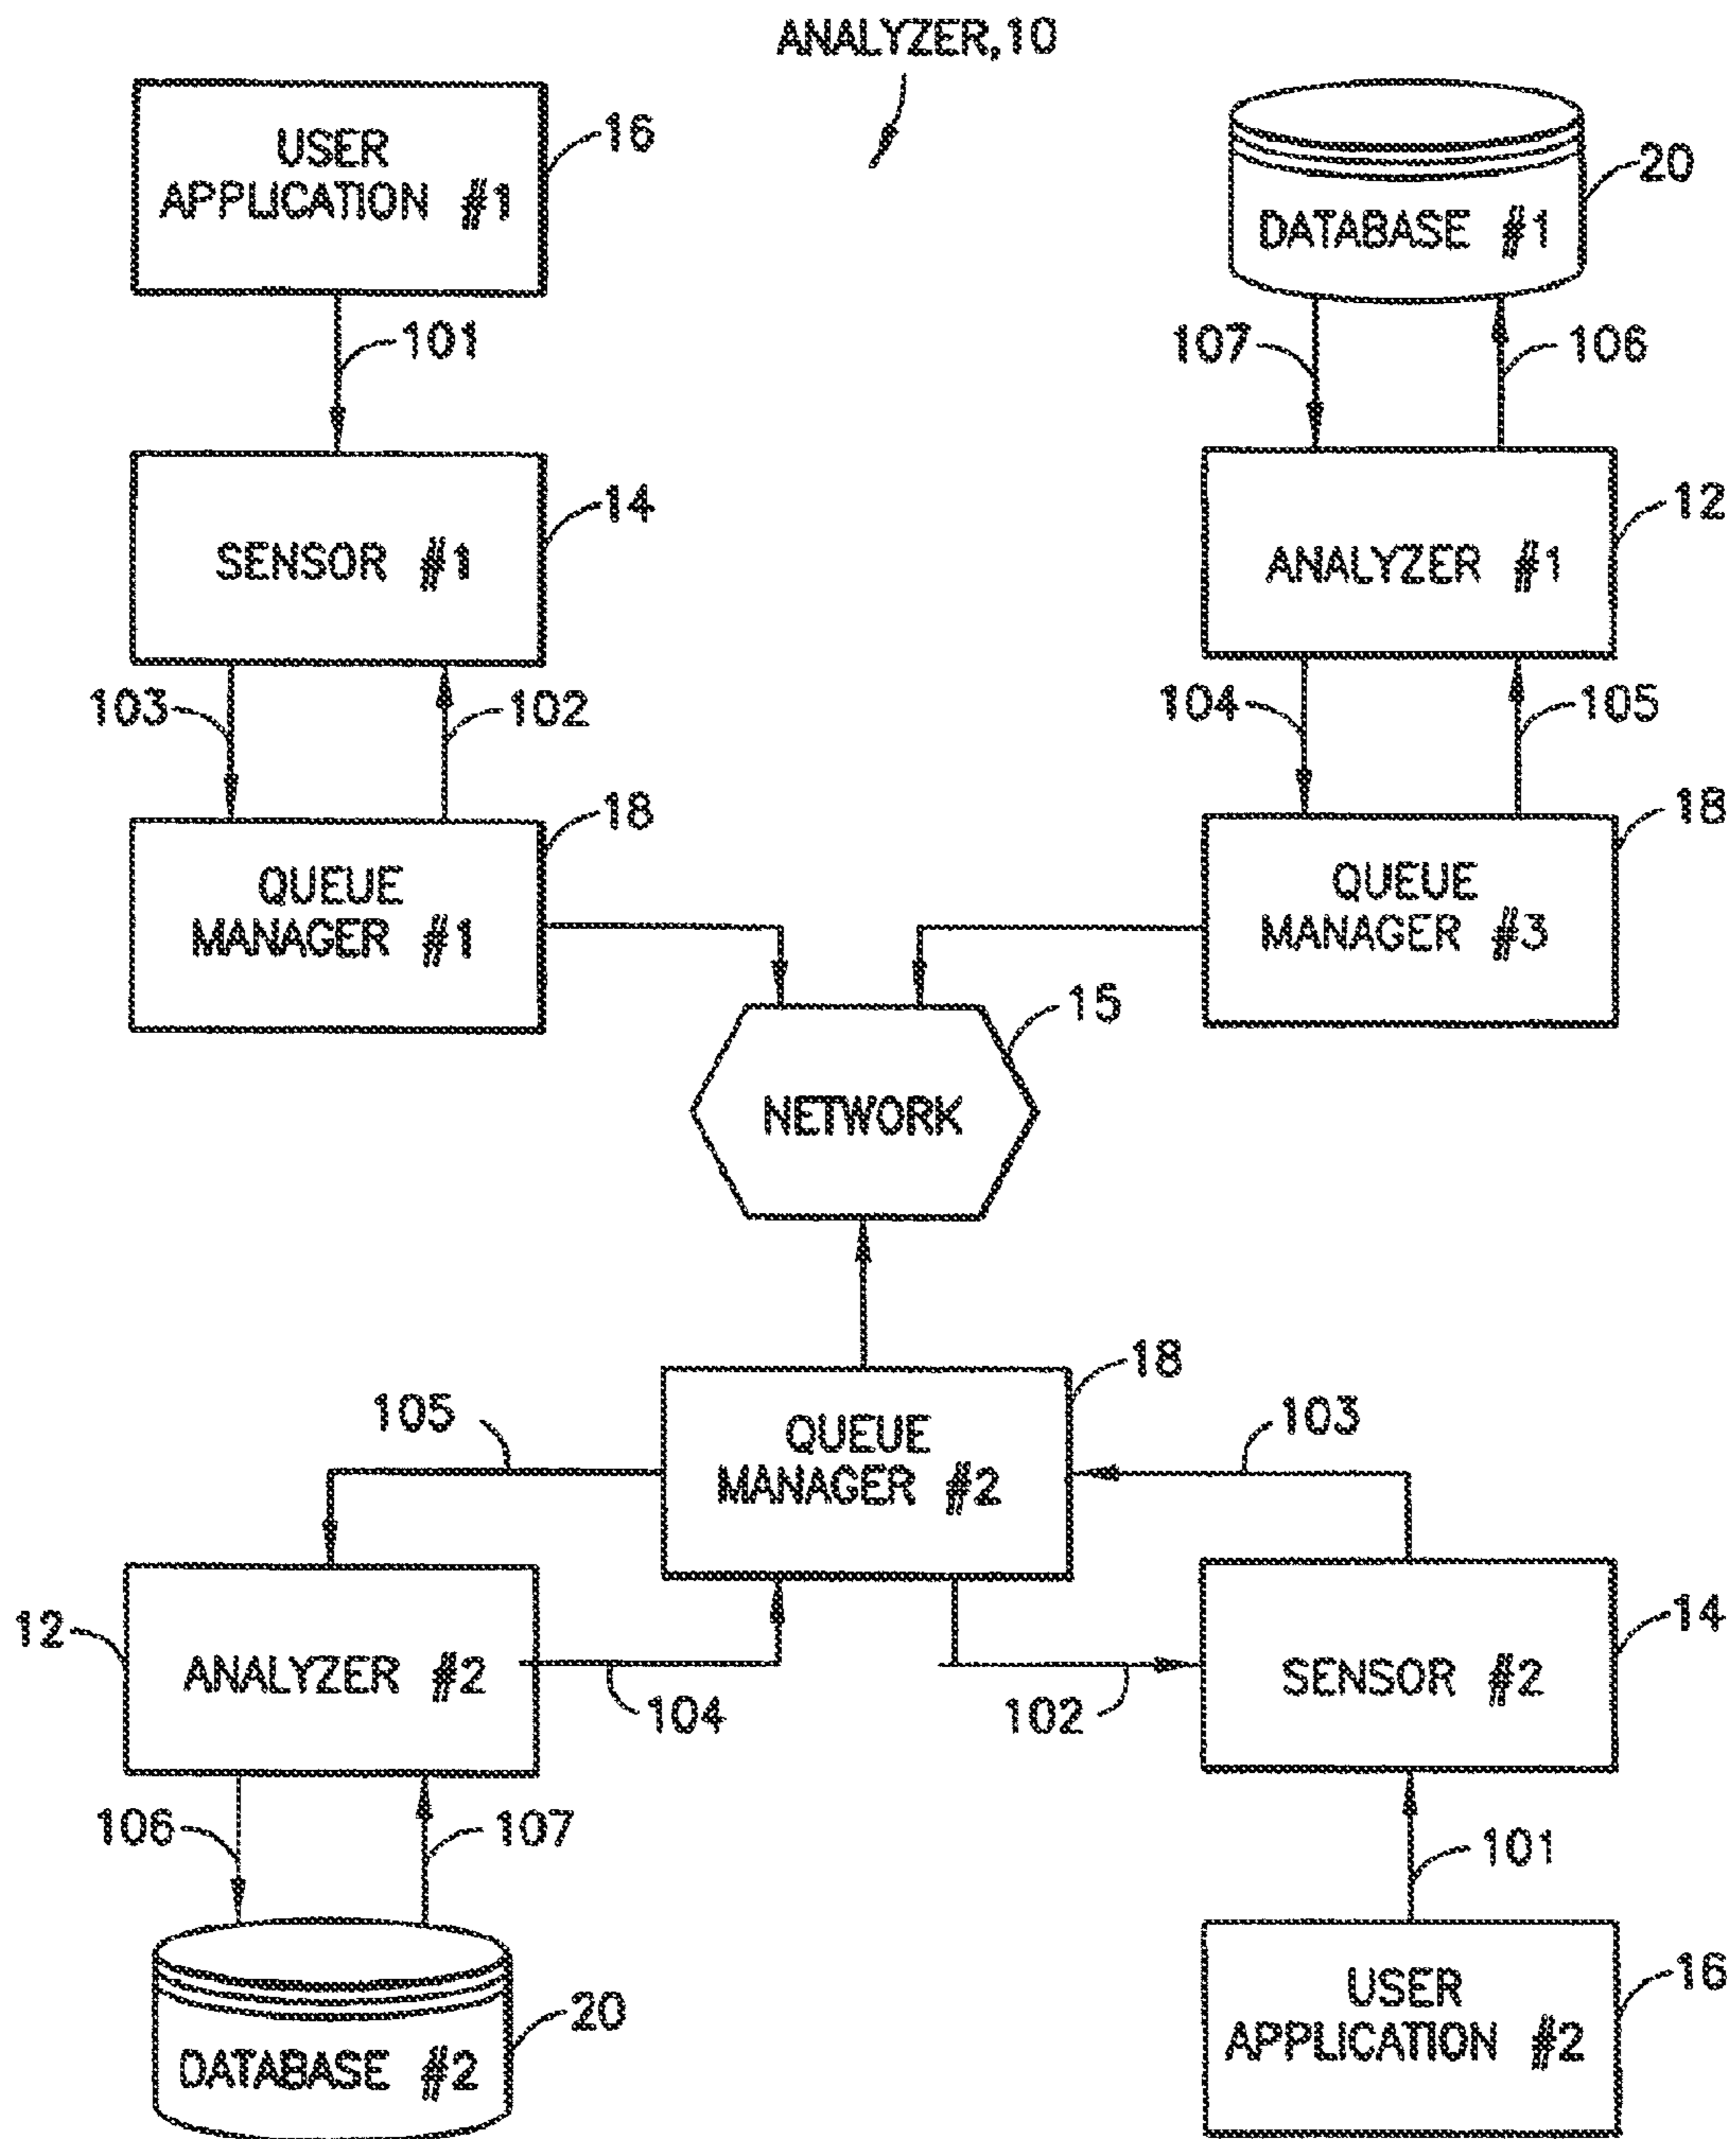 ANALYZER,10
USER
APPLICATION #1
16
DATABASE #1
20
101
107
106
SENSOR #1
14
ANALYZER #1
12
103
102
104
105
QUEUE
MANAGER #1
18
QUEUE
MANAGER #3
18
15
NETWORK
QUEUE
MANAGER #2
18
105
103
12
ANALYZER #2
104
102
SENSOR #2
14
106
107
101
DATABASE #2
20
USER
APPLICATION #2
16